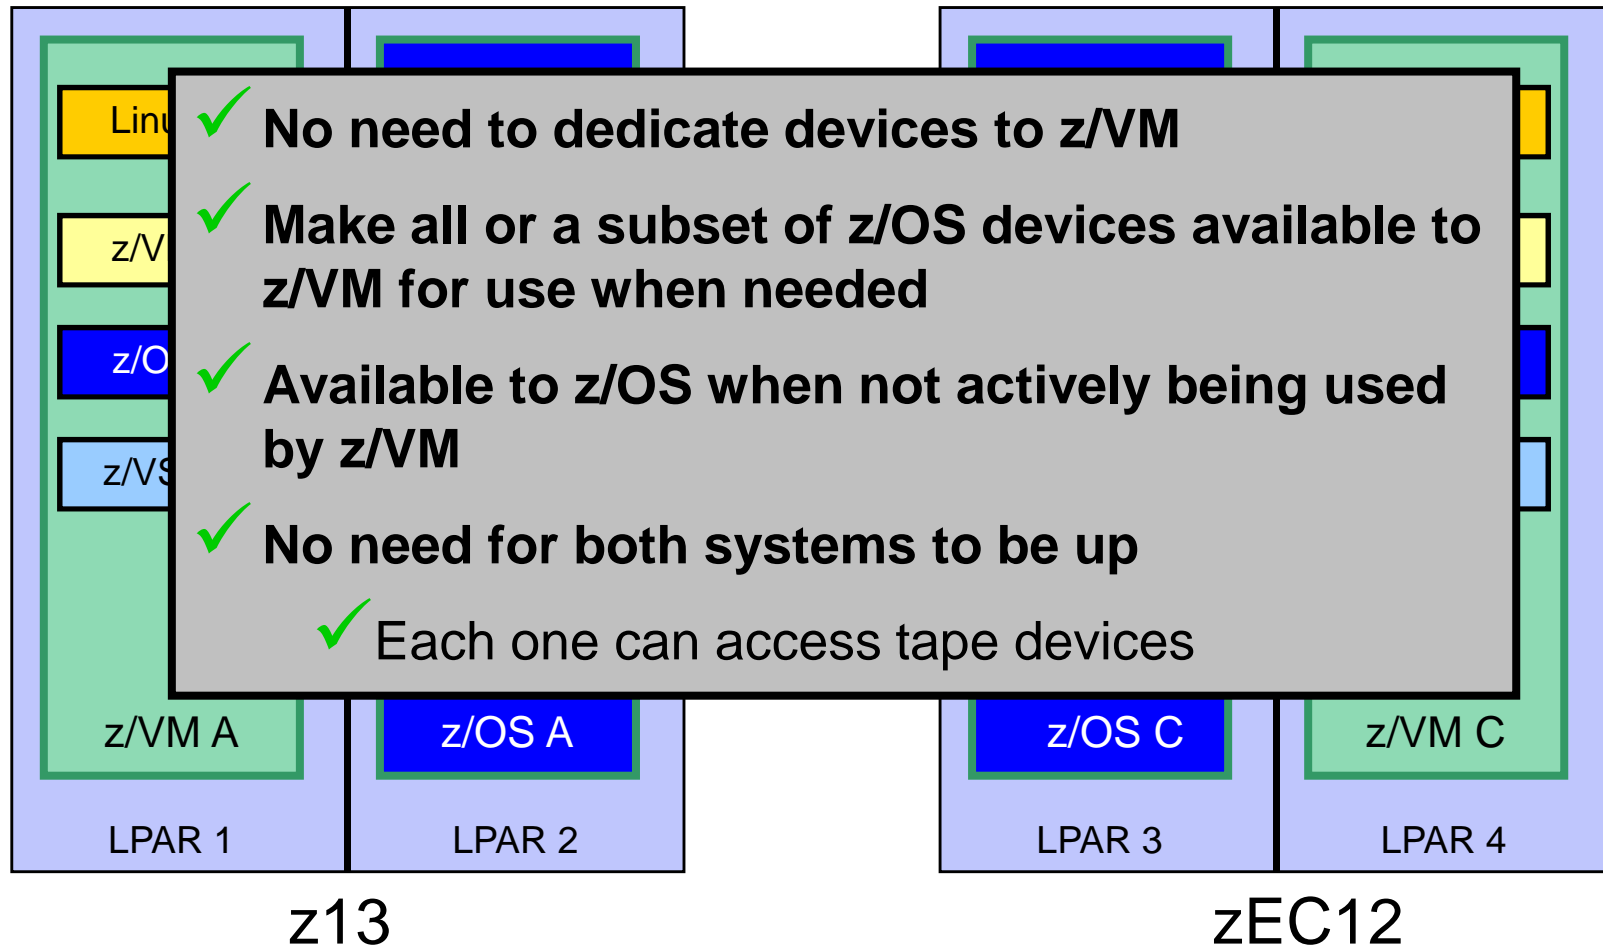 No need to dedicate devices to z/VM
Make all or a subset of z/OS devices available to
z/VM for use when needed
Available to z/OS when not actively being used
by z/VM
No need for both systems to be up
Each one can access tape devices
z/VM A
z/OS A
z/OS C
z/VM C
LPAR 1
LPAR 2
LPAR 3
LPAR 4
z13
zEC12